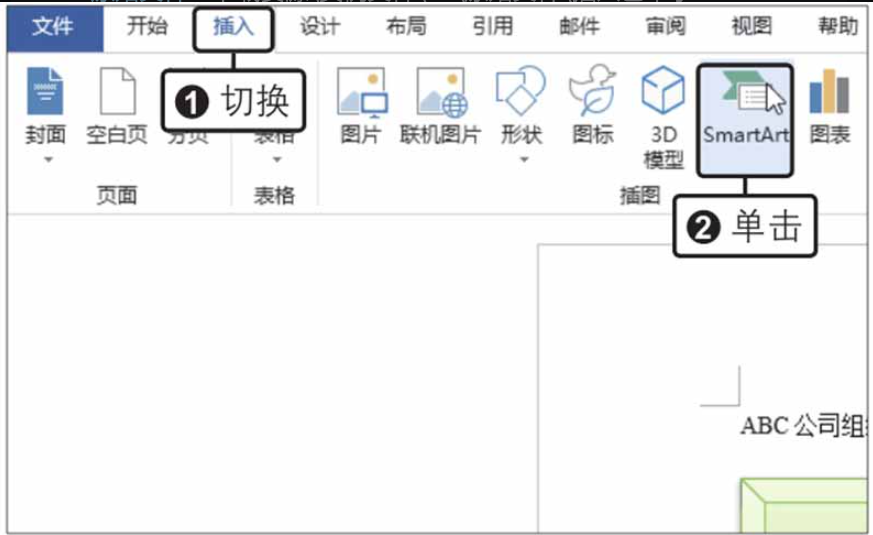 文件 开始 插入 设计 布局 引用 邮件 审阅 视图 帮助
❶ 切换
封面 空白页 分页 表格 图片 联机图片 形状 图标 3D 模型 SmartArt 图表
页面 表格 插图
❷ 单击
ABC 公司组